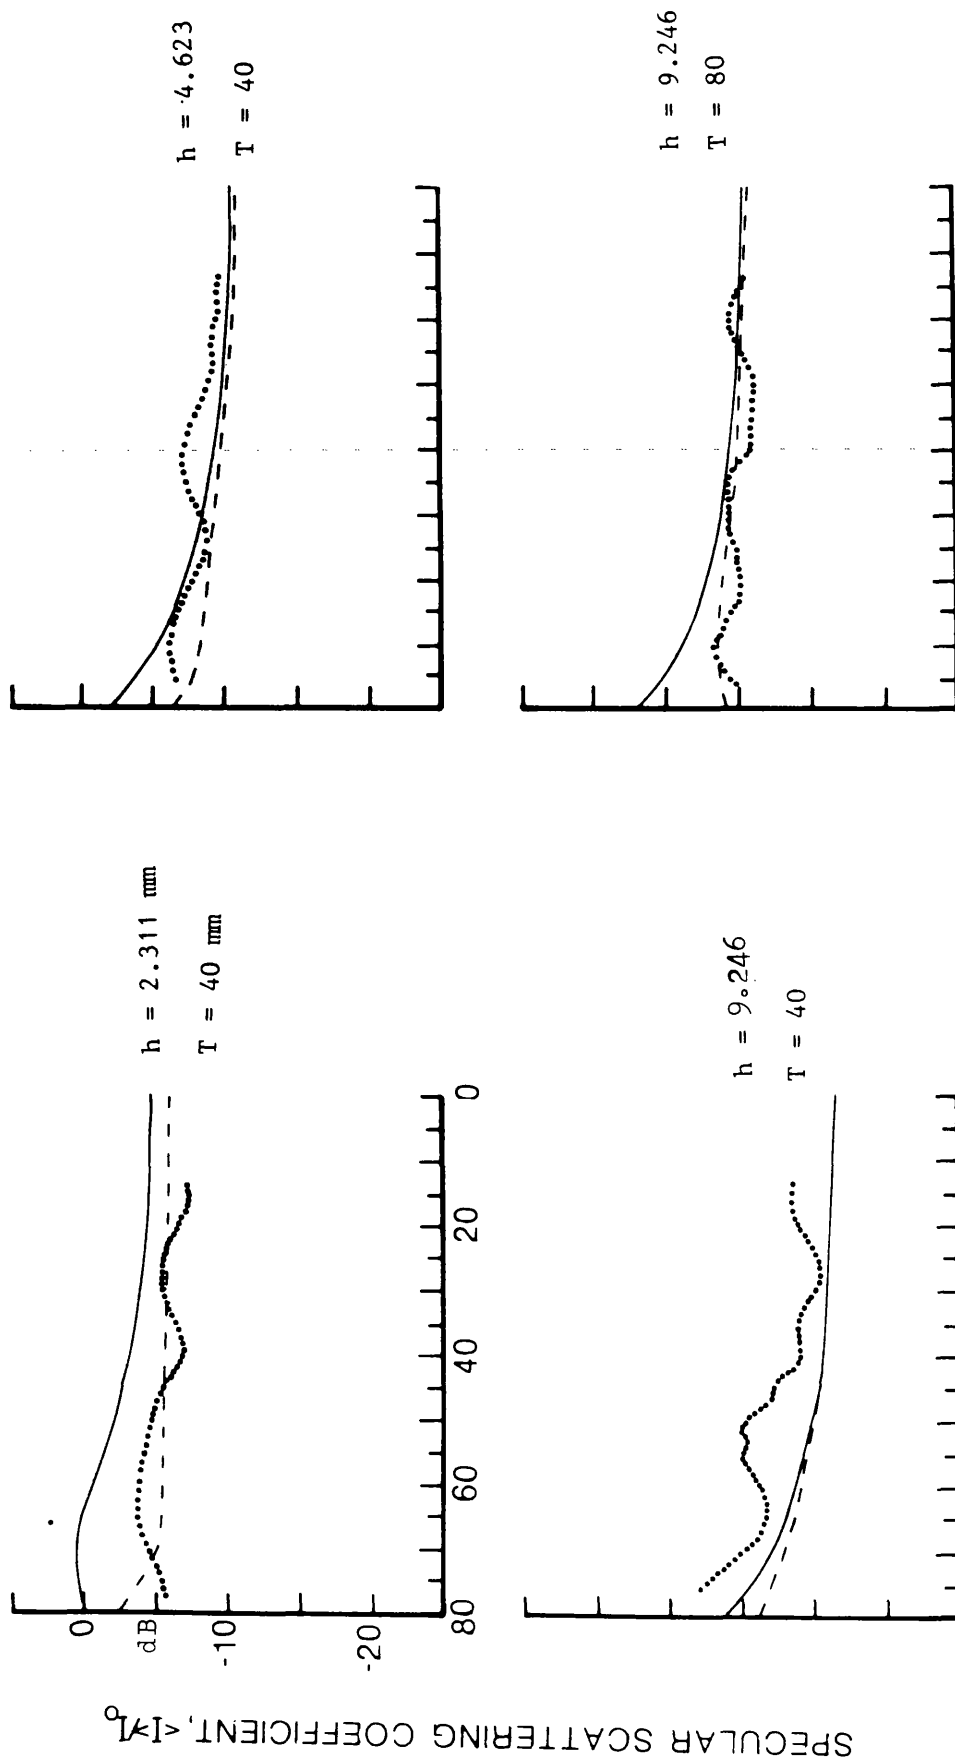 h = 4.623
T = 40
h = 9.246
T = 80
h = 2.311 mm
T = 40 mm
h = 9.246
T = 40
0
dB
-10
-20
80
60
40
20
0
SPECULAR SCATTERING COEFFICIENT, <I>/I₀